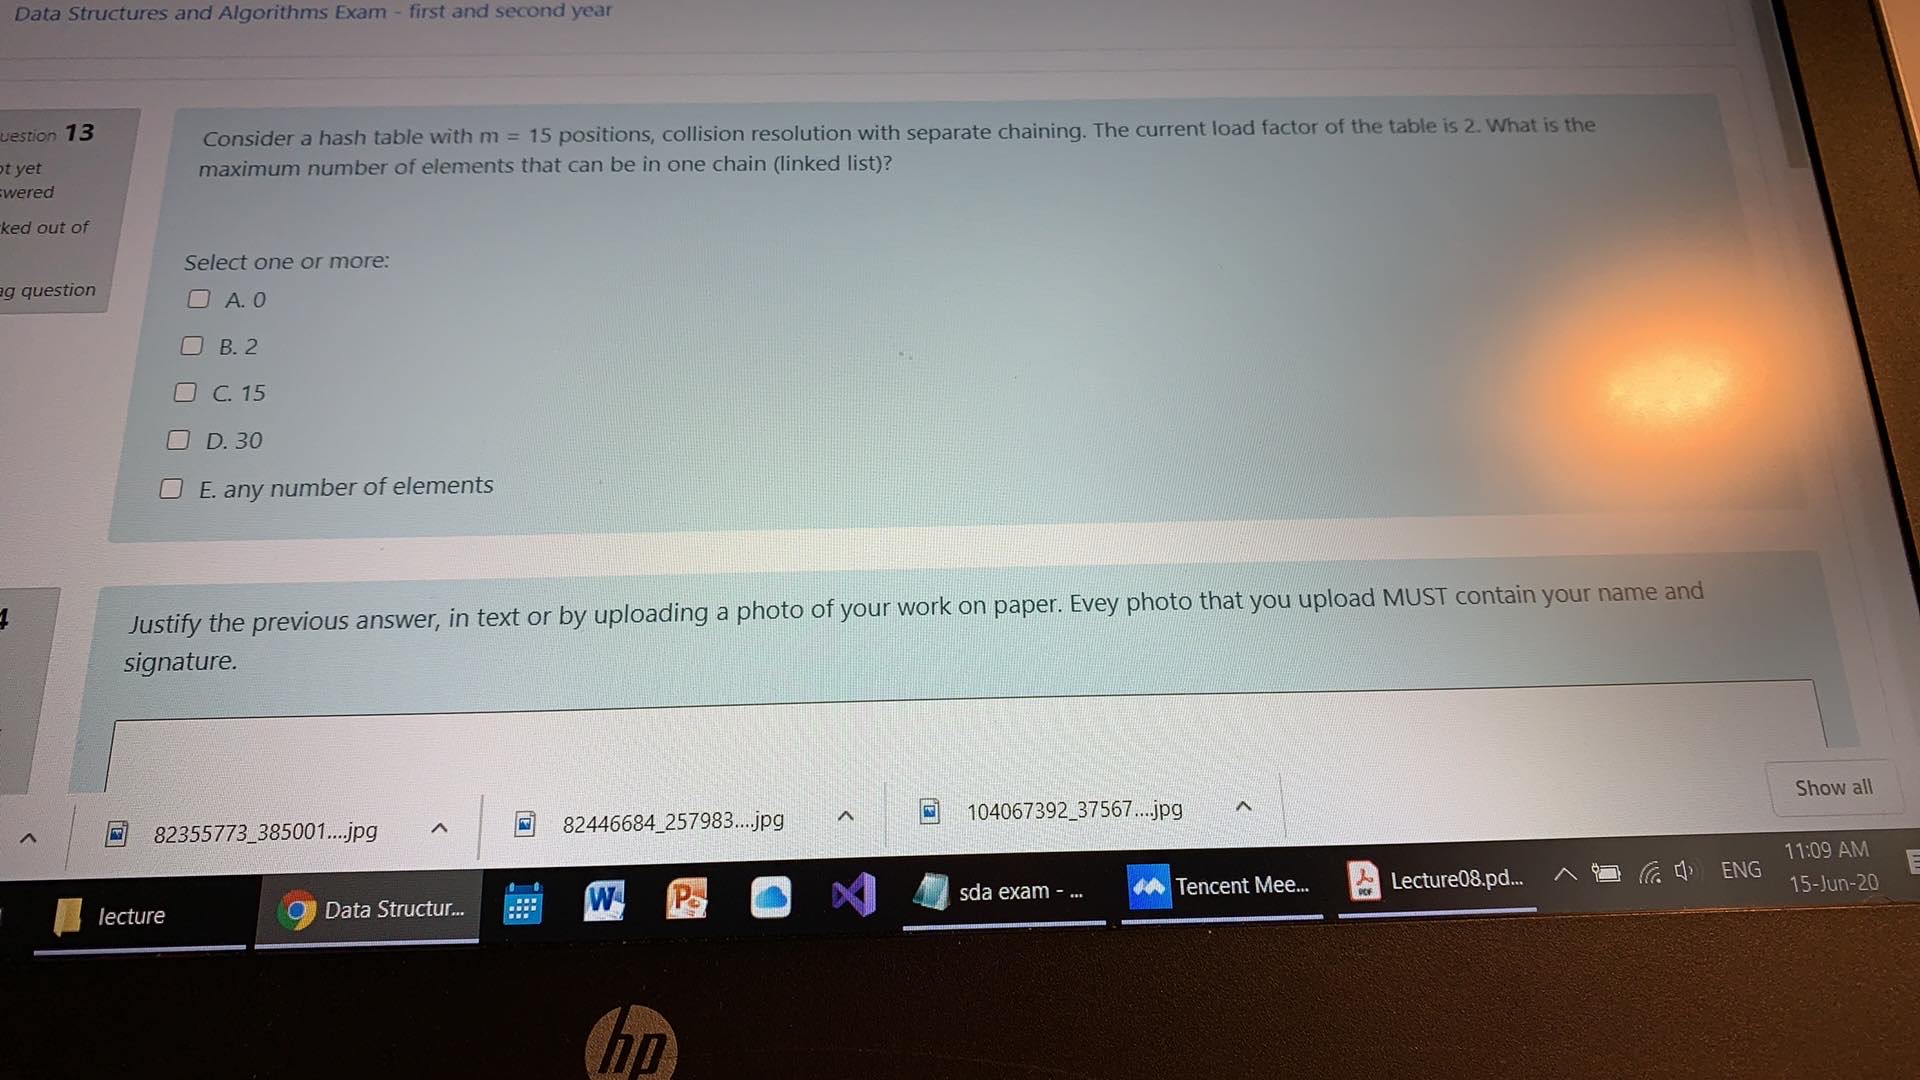 Data Structures and Algorithms Exam - first and second year
uestion 13
ot yet
swered
ked out of
ag question
Consider a hash table with m = 15 positions, collision resolution with separate chaining. The current load factor of the table is 2. What is the
maximum number of elements that can be in one chain (linked list)?
Select one or more:
A. 0
B. 2
C. 15
D. 30
E. any number of elements
4
Justify the previous answer, in text or by uploading a photo of your work on paper. Evey photo that you upload MUST contain your name and
signature.
82355773_385001....jpg
82446684_257983...jpg
104067392_37567....jpg
Show all
lecture
Data Structur...
sda exam - ...
Tencent Mee...
Lecture08.pd...
ENG
11:09 AM
15-Jun-20
hp